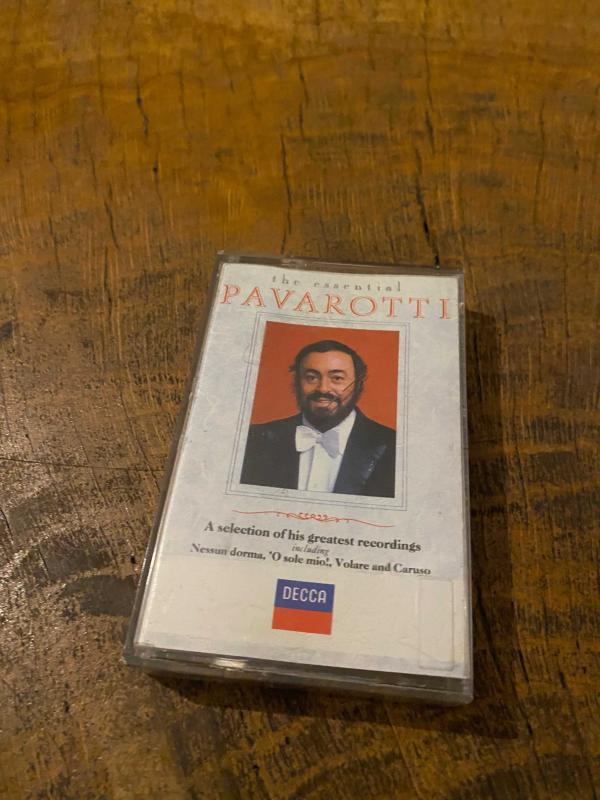 the essential
PAVAROTTI
A selection of his greatest recordings
including
Nessun dorma, 'O sole mio!, Volare and Caruso
DECCA